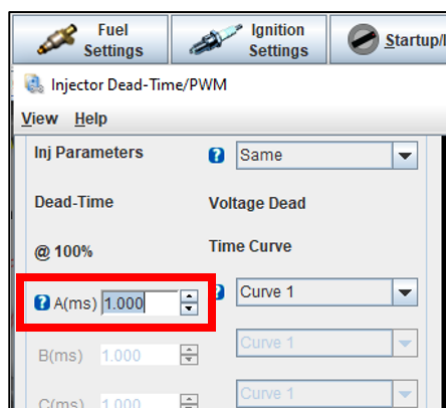 Fuel Settings
Ignition Settings
Startup/I
Injector Dead-Time/PWM
View Help
Inj Parameters
Same
Dead-Time
Voltage Dead
@ 100%
Time Curve
A(ms) 1.000
Curve 1
B(ms) 1.000
Curve 1
C(ms) 1.000
Curve 1